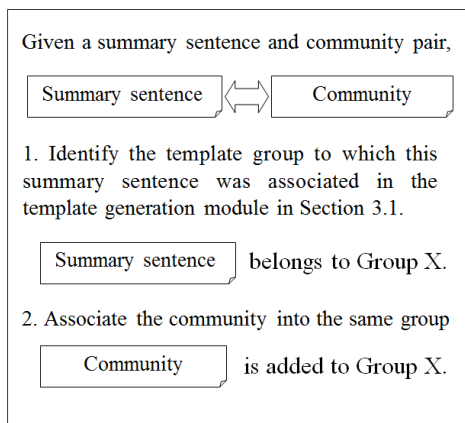 Given a summary sentence and community pair,
Summary sentence Community
1. Identify the template group to which this
summary sentence was associated in the
template generation module in Section 3.1.
Summary sentence belongs to Group X.
2. Associate the community into the same group
Community is added to Group X.